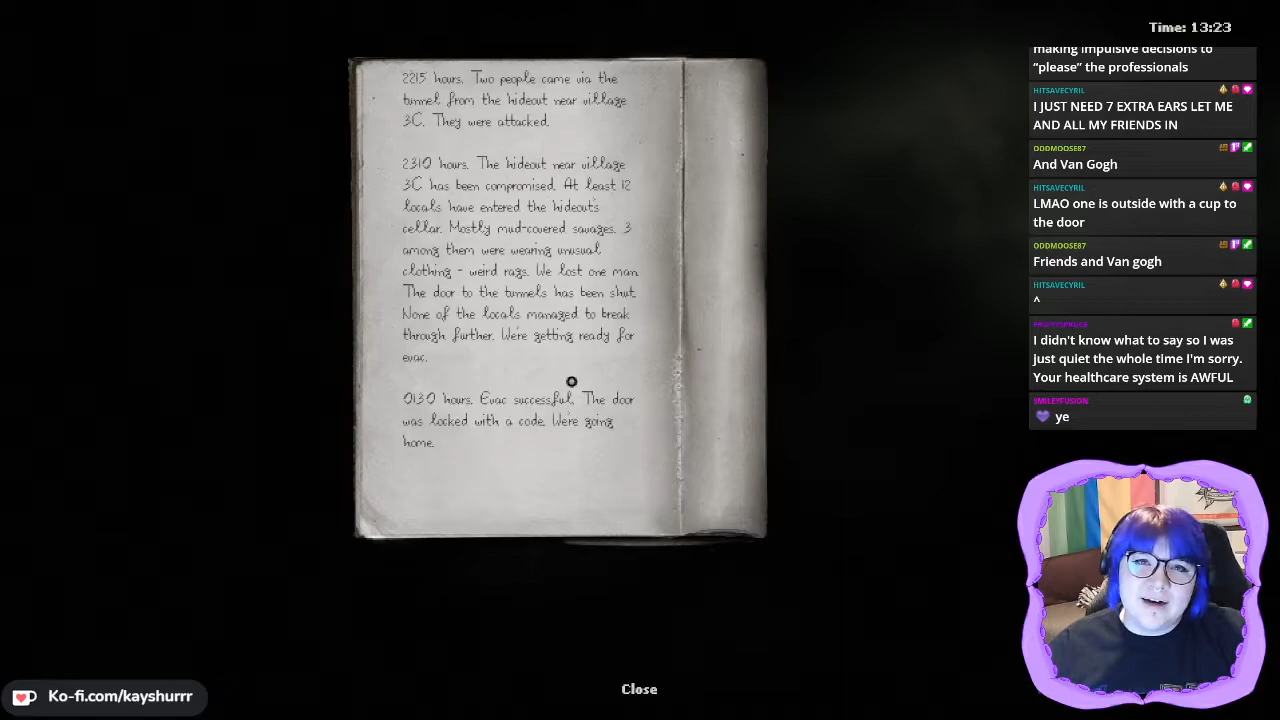 Time: 13:23
2215 hours. Two people came via the
tunnel from the hideout near village
3C. They were attacked.
2310 hours. The hideout near village
3C has been compromised. At least 12
locals have entered the hideout's
cellar. Mostly mud-covered savages. 3
among them were wearing unusual
clothing - weird rags. We lost one man.
The door to the tunnels has been shut.
None of the locals managed to break
through further. We're getting ready for
evac.
0130 hours. Evac successful. The door
was locked with a code. We're going
home.
Close
making impulsive decisions to
"please" the professionals
HITSAVECYRIL
I JUST NEED 7 EXTRA EARS LET ME
AND ALL MY FRIENDS IN
ODDMOOSE87
And Van Gogh
HITSAVECYRIL
LMAO one is outside with a cup to
the door
ODDMOOSE87
Friends and Van gogh
HITSAVECYRIL
^
I didn't know what to say so I was
just quiet the whole time I'm sorry.
Your healthcare system is AWFUL
SMILEYFUSION
ye
Ko-fi.com/kayshurrr